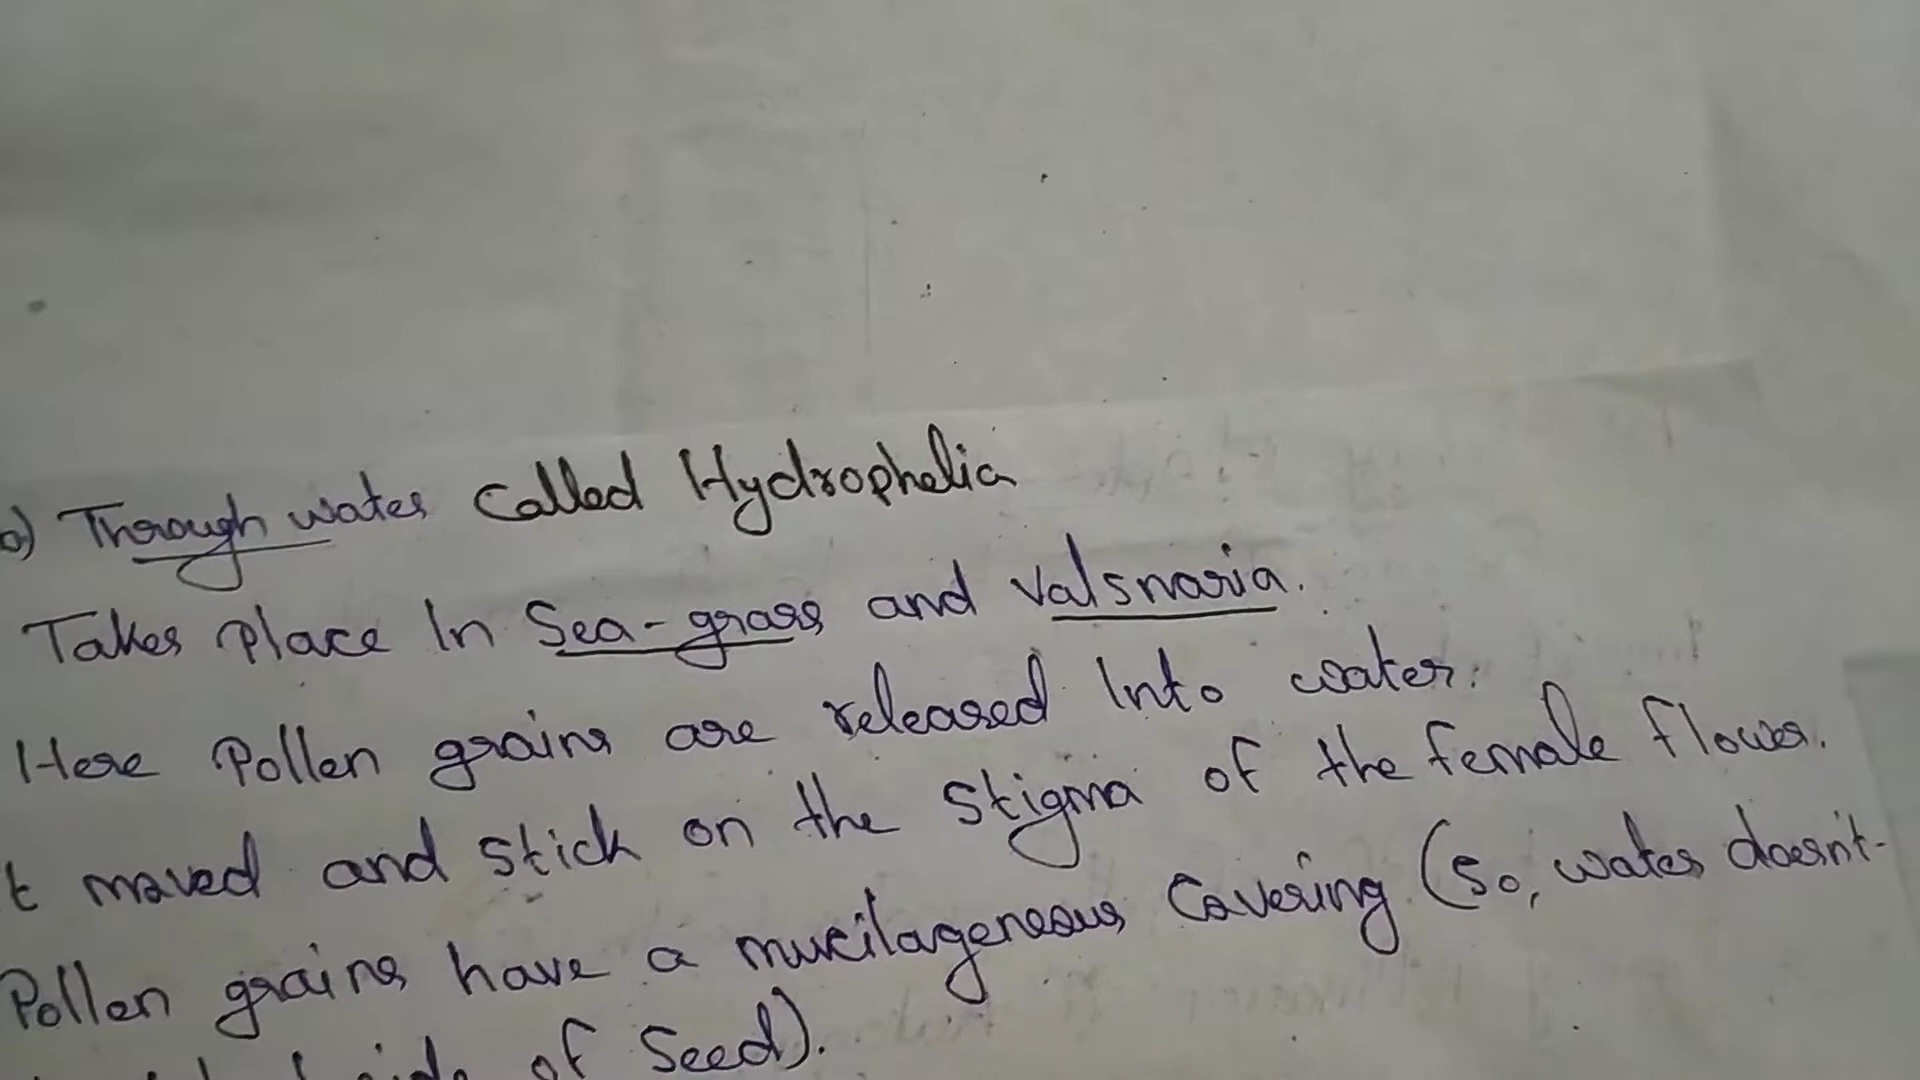 a) Through water Called Hydrophelia
Takes place In Sea-grass and Valsnaria.
Here Pollen grains are released Into water.
t moved and stick on the stigma of the female flower.
Pollen grains have a mucilageneous Covering (So, water doesn't
of Seed).